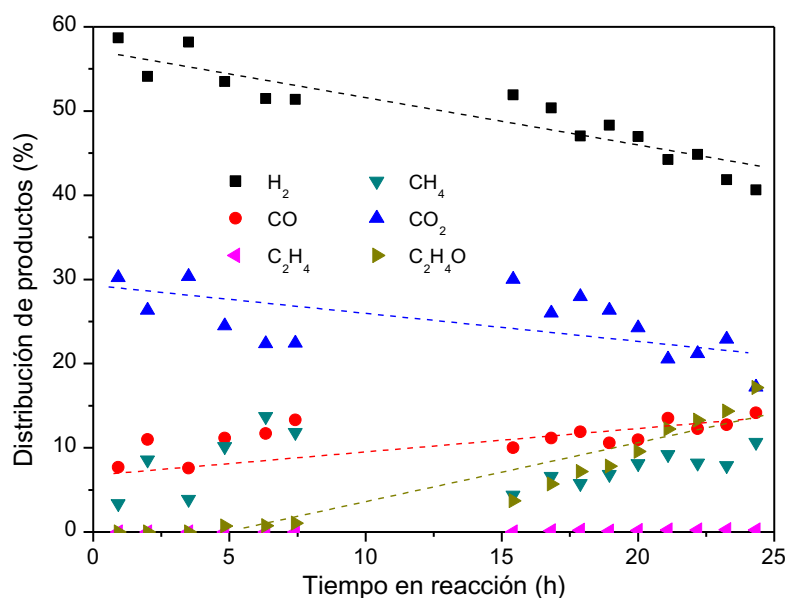 60
50
40
30
20
10
0
Distribución de productos (%)
H₂ CH₄
CO CO₂
C₂H₄ C₂H₄O
0 5 10 15 20 25
Tiempo en reacción (h)